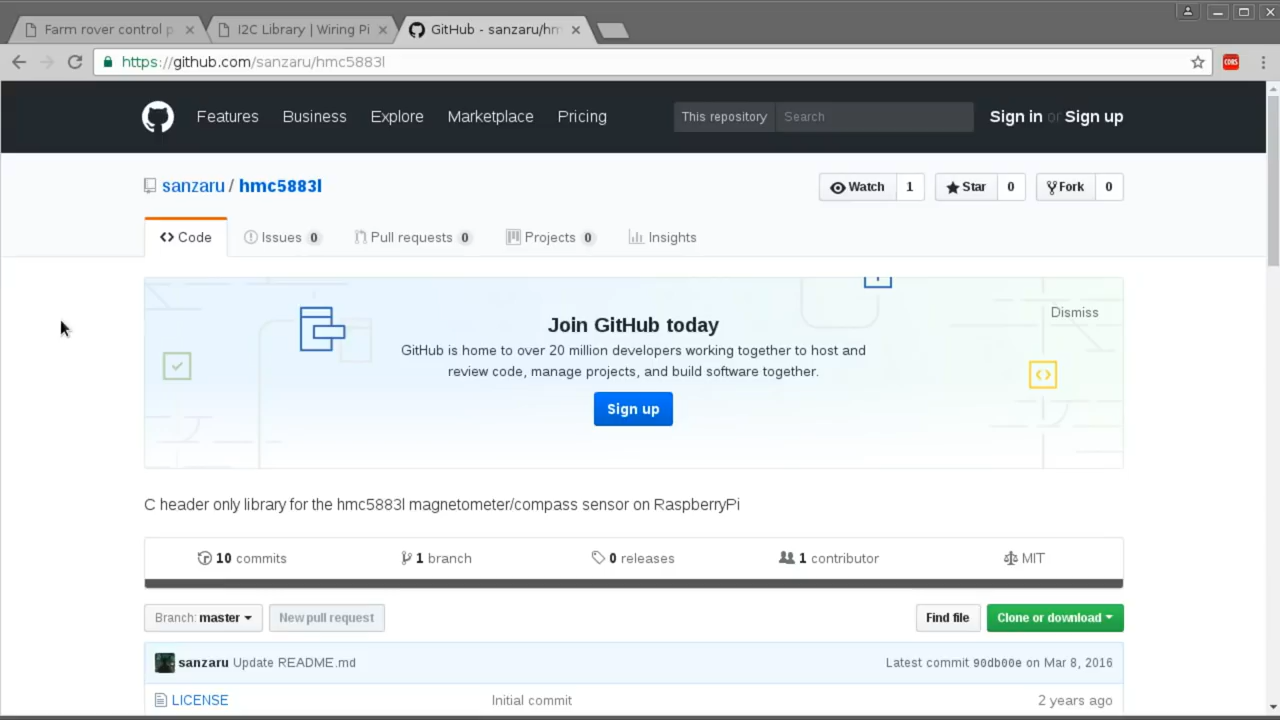 Farm rover control p
I2C Library | Wiring Pi
GitHub - sanzaru/hm
https://github.com/sanzaru/hmc5883l
CORS
Features Business Explore Marketplace Pricing
This repository Search
Sign in or Sign up
sanzaru / hmc5883l
Watch 1 Star 0 Fork 0
Code Issues 0 Pull requests 0 Projects 0 Insights
Join GitHub today
Dismiss
GitHub is home to over 20 million developers working together to host and
review code, manage projects, and build software together.
Sign up
C header only library for the hmc5883l magnetometer/compass sensor on RaspberryPi
10 commits 1 branch 0 releases 1 contributor MIT
Branch: master New pull request Find file Clone or download
sanzaru Update README.md Latest commit 90db00e on Mar 8, 2016
LICENSE Initial commit 2 years ago